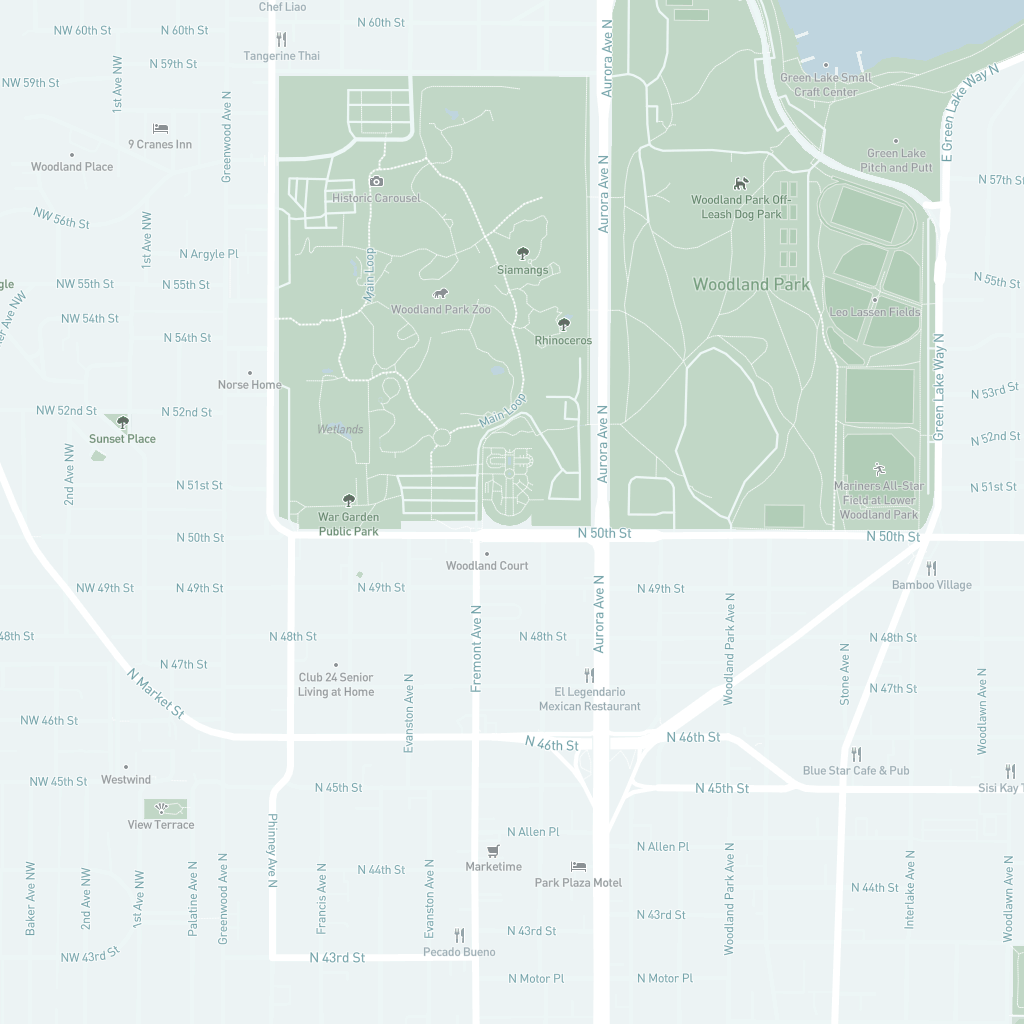 Chef Liao
NW 60th St
N 60th St
N 60th St
Tangerine Thai
N 59th St
NW 59th St
1st Ave NW
Greenwood Ave N
Aurora Ave N
Green Lake Small
Craft Center
E Green Lake Way N
9 Cranes Inn
Woodland Place
Green Lake
Pitch and Putt
N 57th St
Historic Carousel
Woodland Park Off-
Leash Dog Park
Aurora Ave N
NW 56th St
1st Ave NW
N Argyle Pl
Main Loop
Siamangs
Woodland Park
NW 55th St
N 55th St
N 55th St
gle
Woodland Park Zoo
Leo Lassen Fields
NW 54th St
N 54th St
Rhinoceros
Green Lake Way N
Norse Home
N 53rd St
NW 52nd St
N 52nd St
Main Loop
Aurora Ave N
Wetlands
Sunset Place
N 52nd St
2nd Ave NW
N 51st St
N 51st St
Mariners All-Star
Field at Lower
Woodland Park
War Garden
Public Park
N 50th St
N 50th St
N 50th St
Woodland Court
Bamboo Village
NW 49th St
N 49th St
N 49th St
N 49th St
48th St
N 48th St
N 48th St
N 48th St
Fremont Ave N
Aurora Ave N
Woodland Park Ave N
Stone Ave N
N 47th St
N Market St
Club 24 Senior
Living at Home
El Legendario
Mexican Restaurant
N 47th St
Evanston Ave N
Woodlawn Ave N
NW 46th St
N 46th St
N 46th St
Westwind
NW 45th St
N 45th St
N 45th St
Blue Star Cafe & Pub
Sisi Kay T
View Terrace
Phinney Ave N
N Allen Pl
N Allen Pl
Marketime
Park Plaza Motel
N 44th St
N 44th St
Baker Ave NW
2nd Ave NW
1st Ave NW
Palatine Ave N
Greenwood Ave N
Francis Ave N
Evanston Ave N
Woodland Park Ave N
Interlake Ave N
Woodlawn Ave N
N 43rd St
N 43rd St
NW 43rd St
N 43rd St
Pecado Bueno
N Motor Pl
N Motor Pl